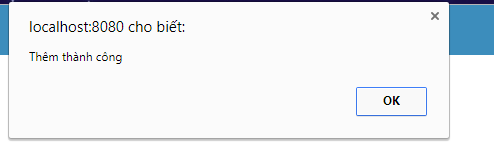 localhost:8080 cho biết:
Thêm thành công
OK